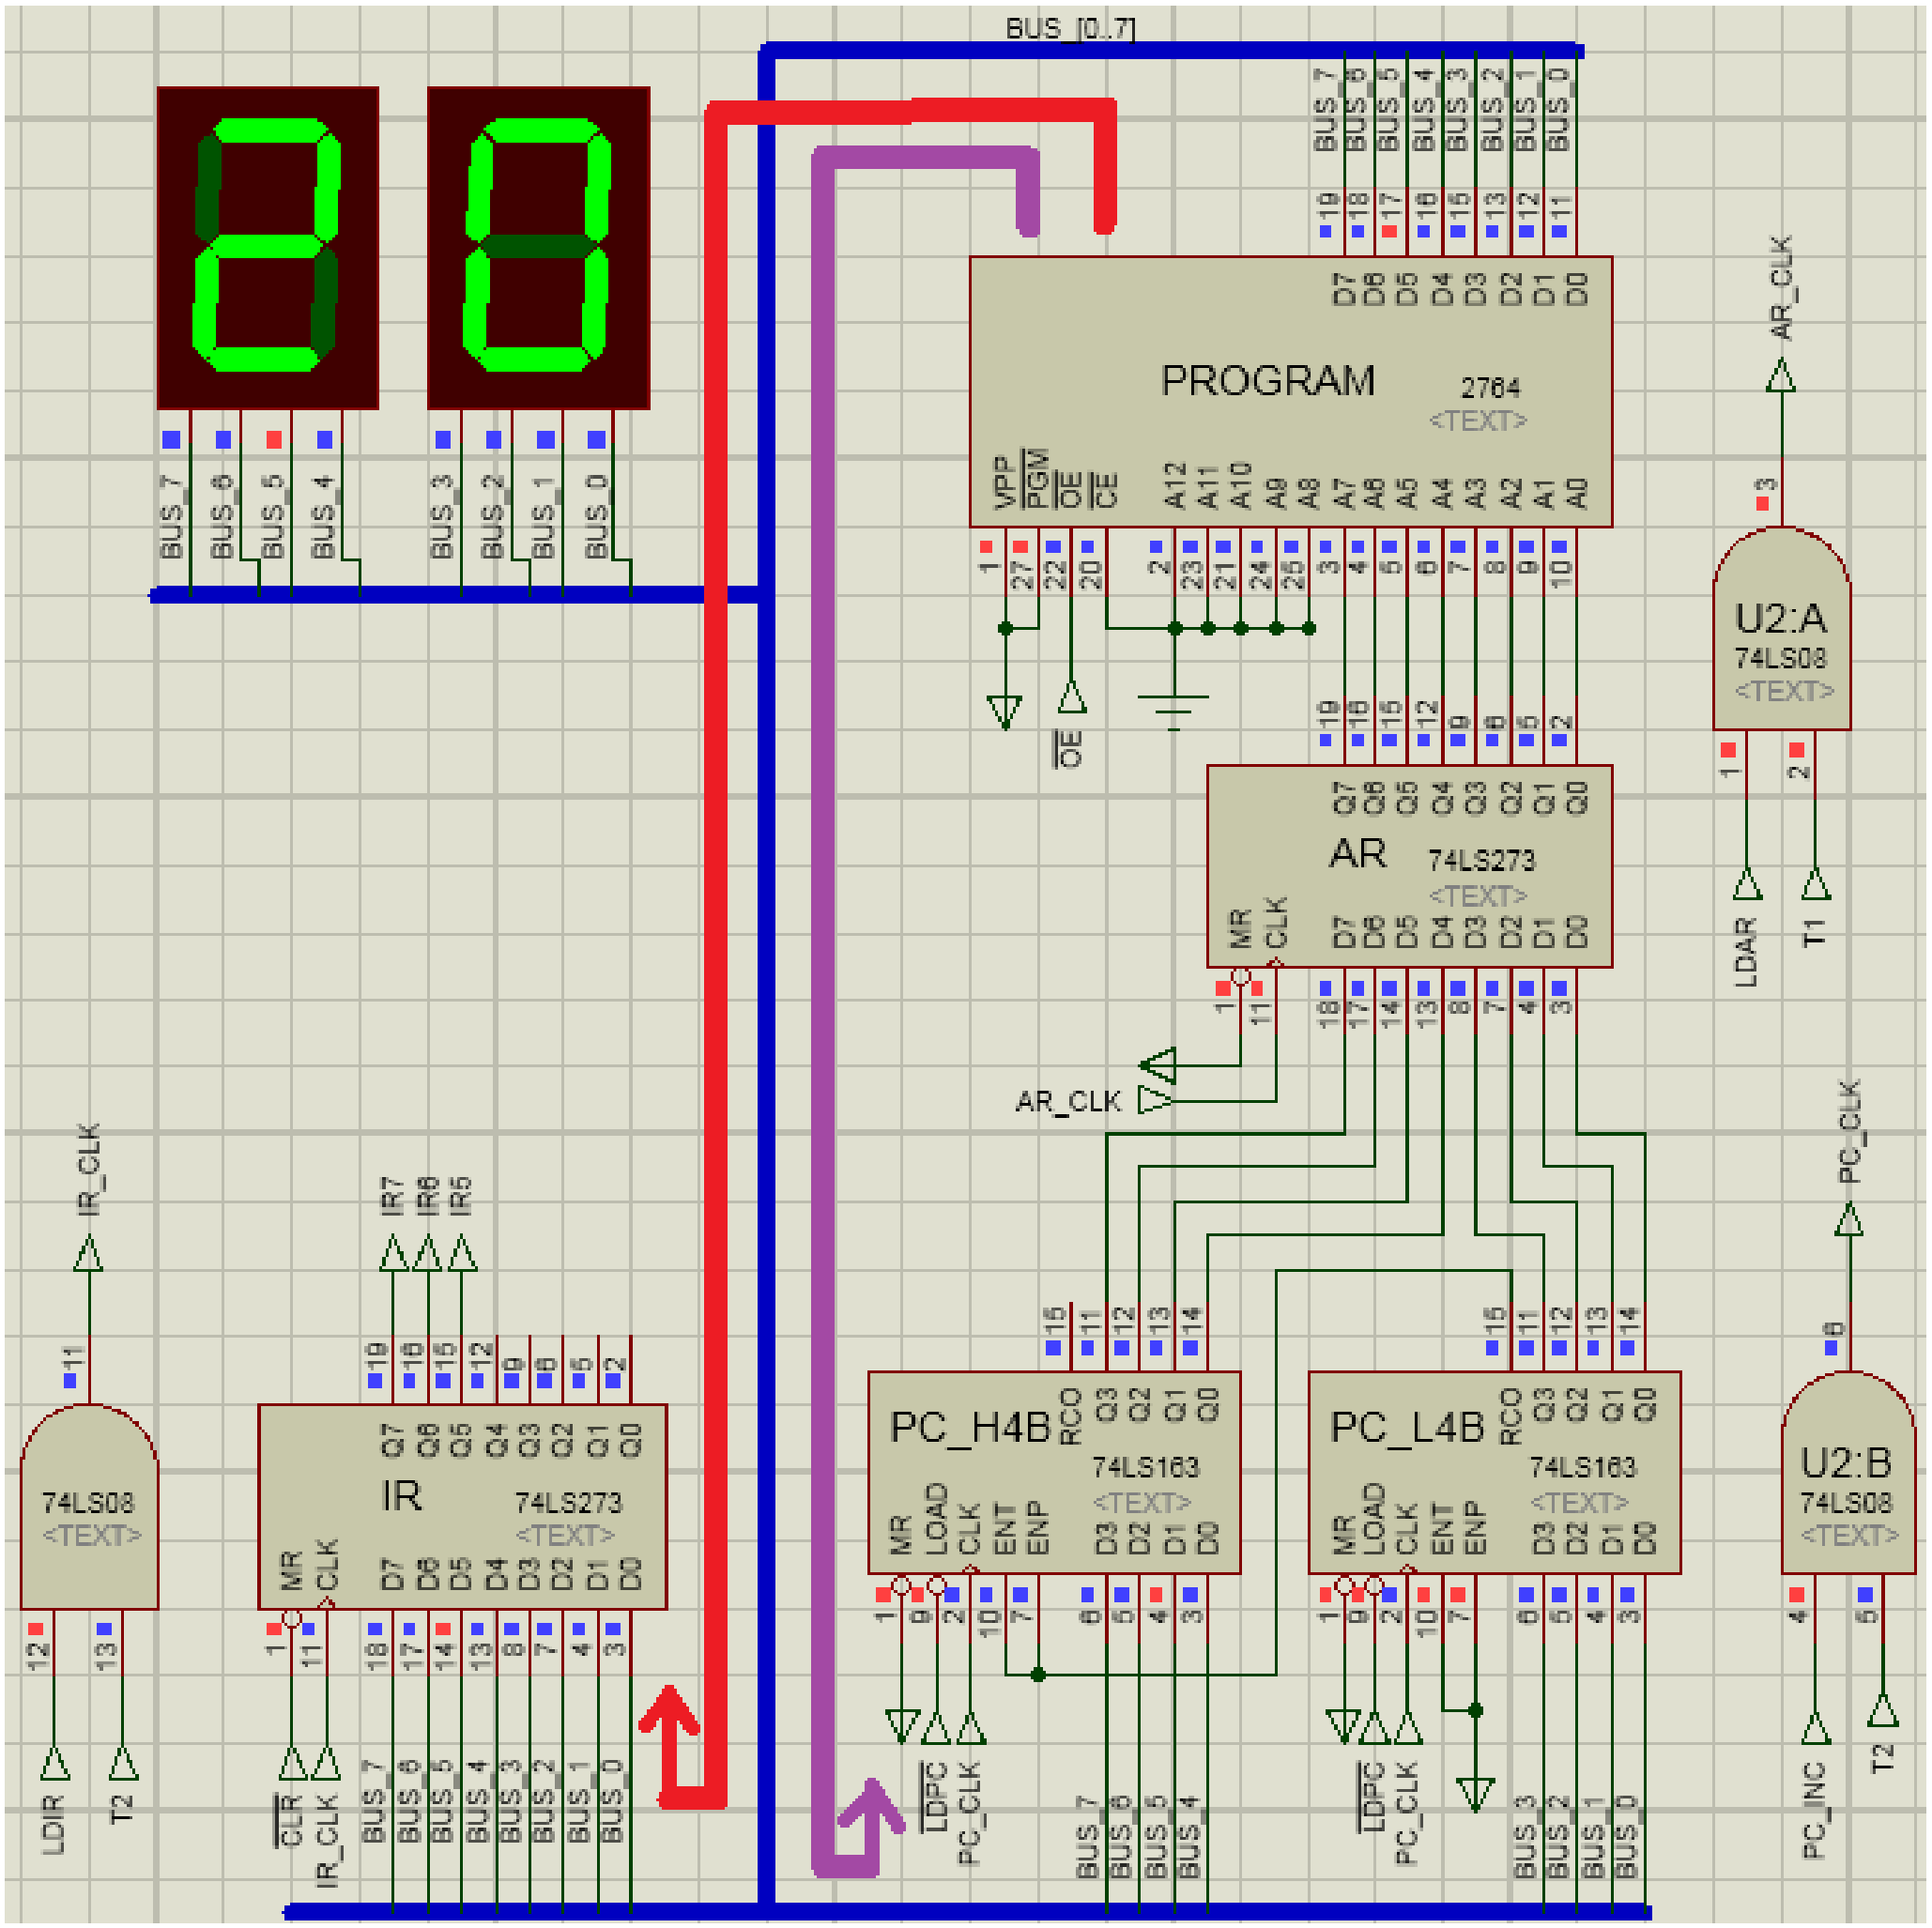 BUS_[0..7]
BUS_7 BUS_6 BUS_5 BUS_4 BUS_3 BUS_2 BUS_1 BUS_0
20
19 18 17 16 15 13 12 11
D7 D6 D5 D4 D3 D2 D1 D0
PROGRAM 2764
<TEXT>
VPP PGM OE CE A12 A11 A10 A9 A8 A7 A6 A5 A4 A3 A2 A1 A0
1 27 22 20 2 23 21 24 25 3 4 5 6 7 8 9 10
BUS_7 BUS_6 BUS_5 BUS_4 BUS_3 BUS_2 BUS_1 BUS_0
OE
AR_CLK
3
U2:A
74LS08
<TEXT>
1 2
LDAR T1
19 16 15 12 9 6 5 2
Q7 Q6 Q5 Q4 Q3 Q2 Q1 Q0
AR 74LS273
<TEXT>
MR CLK D7 D6 D5 D4 D3 D2 D1 D0
1 11 18 17 14 13 8 7 4 3
AR_CLK
IR_CLK
11
74LS08
<TEXT>
12 13
LDIR T2
IR7 IR6 IR5
19 16 15 12 9 6 5 2
Q7 Q6 Q5 Q4 Q3 Q2 Q1 Q0
IR 74LS273
<TEXT>
MR CLK D7 D6 D5 D4 D3 D2 D1 D0
1 11 18 17 14 13 8 7 4 3
CLR IR_CLK BUS_7 BUS_6 BUS_5 BUS_4 BUS_3 BUS_2 BUS_1 BUS_0
15 11 12 13 14
RCO Q3 Q2 Q1 Q0
PC_H4B
74LS163
<TEXT>
MR LOAD CLK ENT ENP D3 D2 D1 D0
1 9 2 10 7 6 5 4 3
LDPC PC_CLK BUS_7 BUS_6 BUS_5 BUS_4
15 11 12 13 14
RCO Q3 Q2 Q1 Q0
PC_L4B
74LS163
<TEXT>
MR LOAD CLK ENT ENP D3 D2 D1 D0
1 9 2 10 7 6 5 4 3
LDPC PC_CLK BUS_3 BUS_2 BUS_1 BUS_0
PC_CLK
6
U2:B
74LS08
<TEXT>
4 5
PC_INC T2